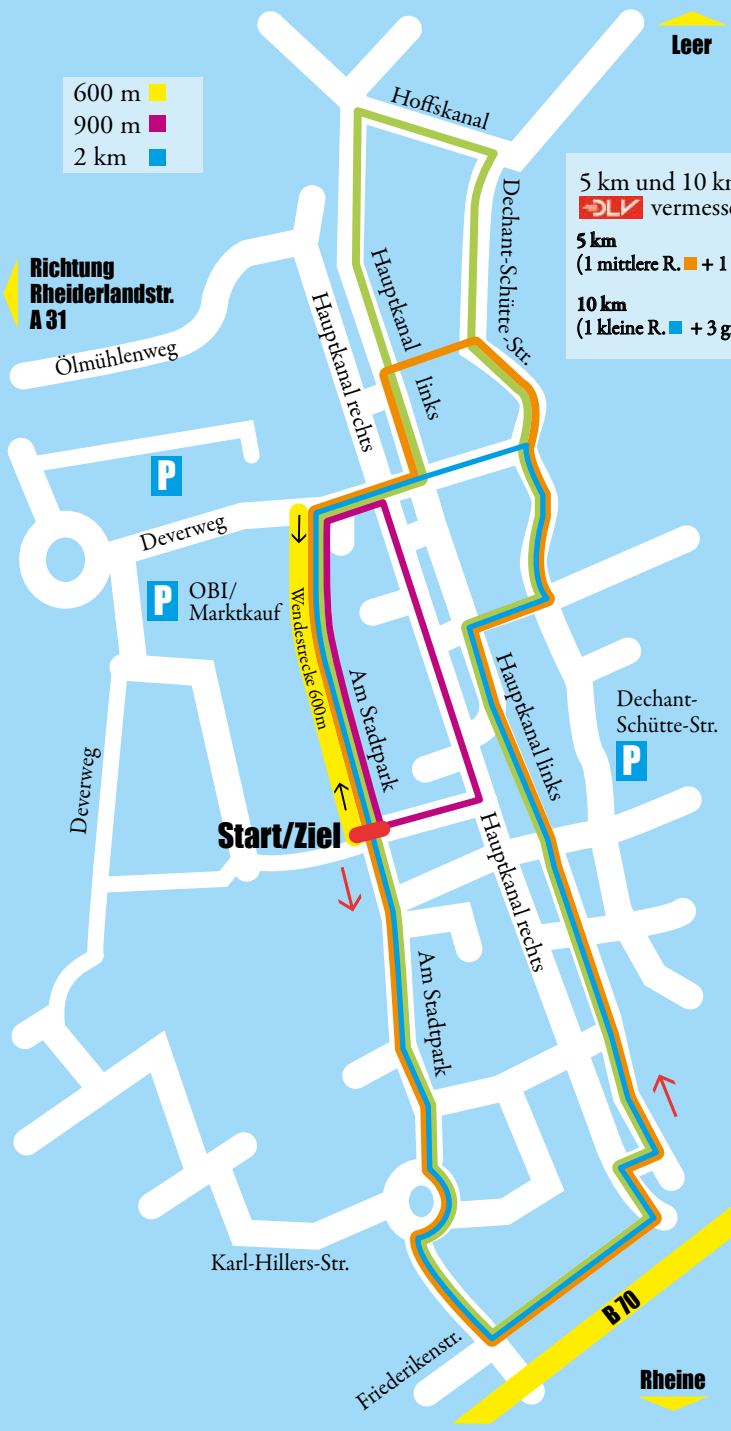 Leer
600 m
900 m
2 km
Hoffskanal
5 km und 10 km
DLV vermesse
5 km
(1 mittlere R. + 1
10 km
(1 kleine R. + 3 g
Dechant-Schütte-Str.
Richtung
Rheiderlandstr.
A 31
Hauptkanal links
Hauptkanal rechts
Ölmühlenweg
P
Deverweg
P OBI/
Marktkauf
Wendestrecke 600m
Am Stadtpark
Hauptkanal links
Dechant-
Schütte-Str.
P
Deverweg
Start/Ziel
Hauptkanal rechts
Am Stadtpark
Karl-Hillers-Str.
B 70
Friederikenstr.
Rheine